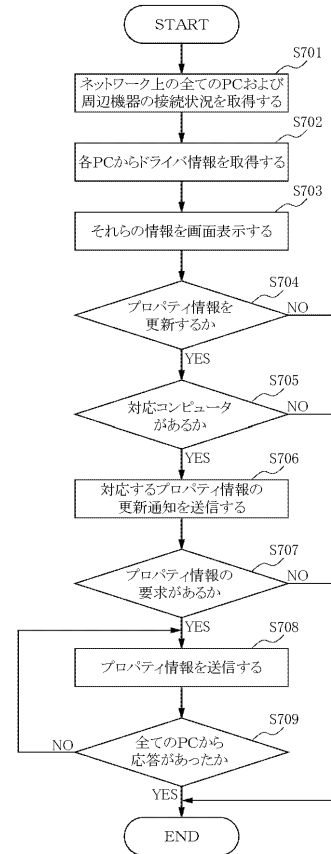 START
S701
ネットワーク上の全てのPCおよび
周辺機器の接続状況を取得する
S702
各PCからドライバ情報を取得する
S703
それらの情報を画面表示する
S704
プロパティ情報を
更新するか
NO
YES
S705
対応コンピュータ
があるか
NO
YES
S706
対応するプロパティ情報の
更新通知を送信する
S707
プロパティ情報の
要求があるか
NO
YES
S708
プロパティ情報を送信する
S709
全てのPCから
応答があったか
NO
YES
END